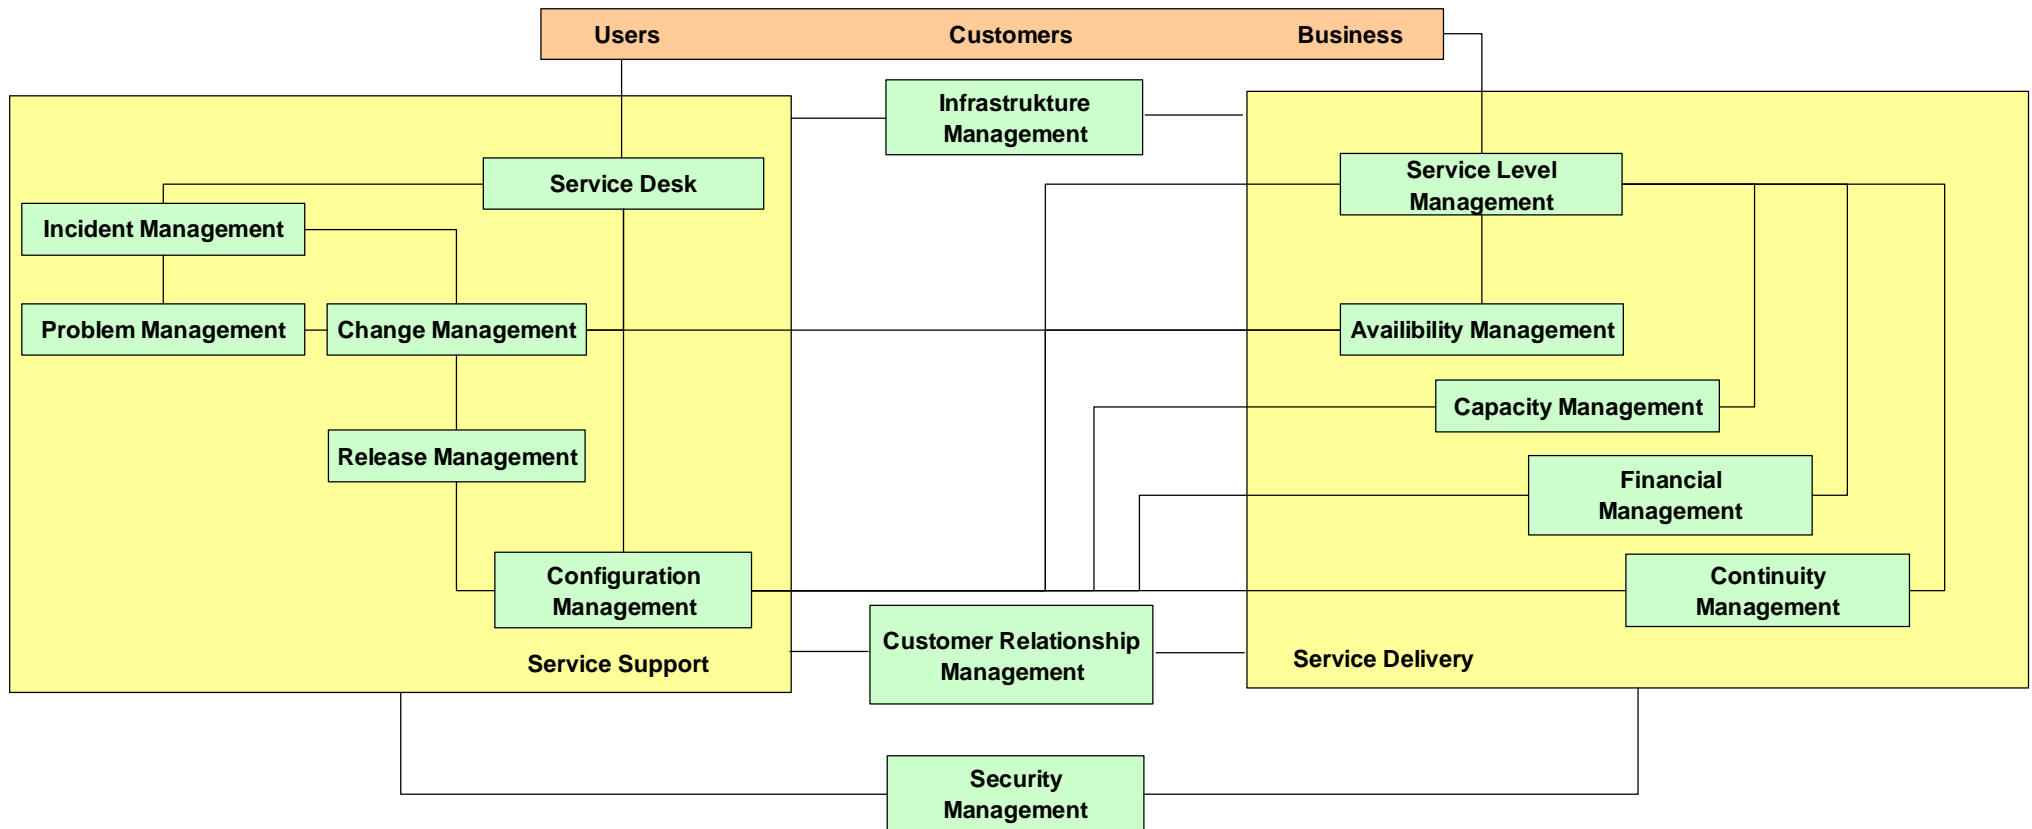 Users Customers Business
Infrastrukture
Management
Service Desk
Incident Management
Problem Management
Change Management
Release Management
Configuration
Management
Service Support
Service Level
Management
Availibility Management
Capacity Management
Financial
Management
Continuity
Management
Service Delivery
Customer Relationship
Management
Security
Management